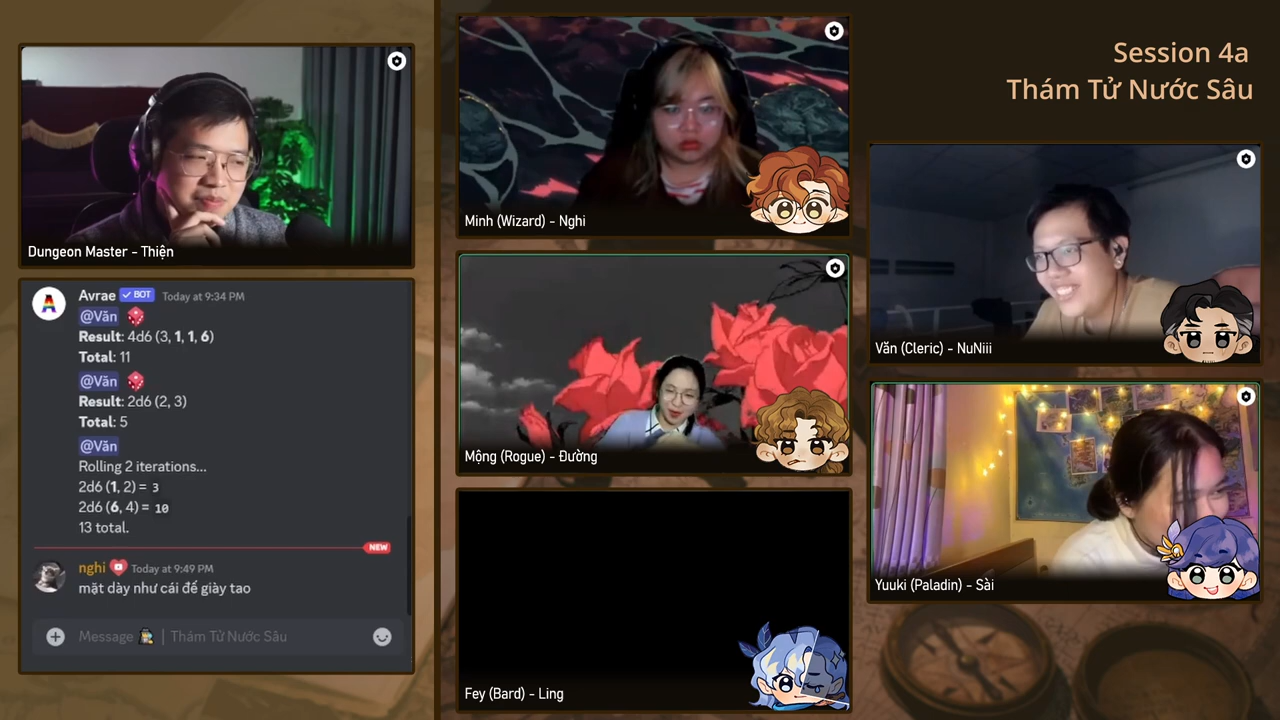 Session 4a
Thám Tử Nước Sâu
Dungeon Master - Thiện
Minh (Wizard) - Nghi
Mộng (Rogue) - Đường
Fey (Bard) - Ling
Văn (Cleric) - NuNiii
Yuuki (Paladin) - Sài
A
Avrae ✓ BOT Today at 9:34 PM
@Văn
Result: 4d6 (3, 1, 1, 6)
Total: 11
@Văn
Result: 2d6 (2, 3)
Total: 5
@Văn
Rolling 2 iterations...
2d6 (1, 2) = 3
2d6 (6, 4) = 10
13 total.
NEW
nghi Today at 9:49 PM
mặt dày như cái đế giày tao
Message | Thám Tử Nước Sâu